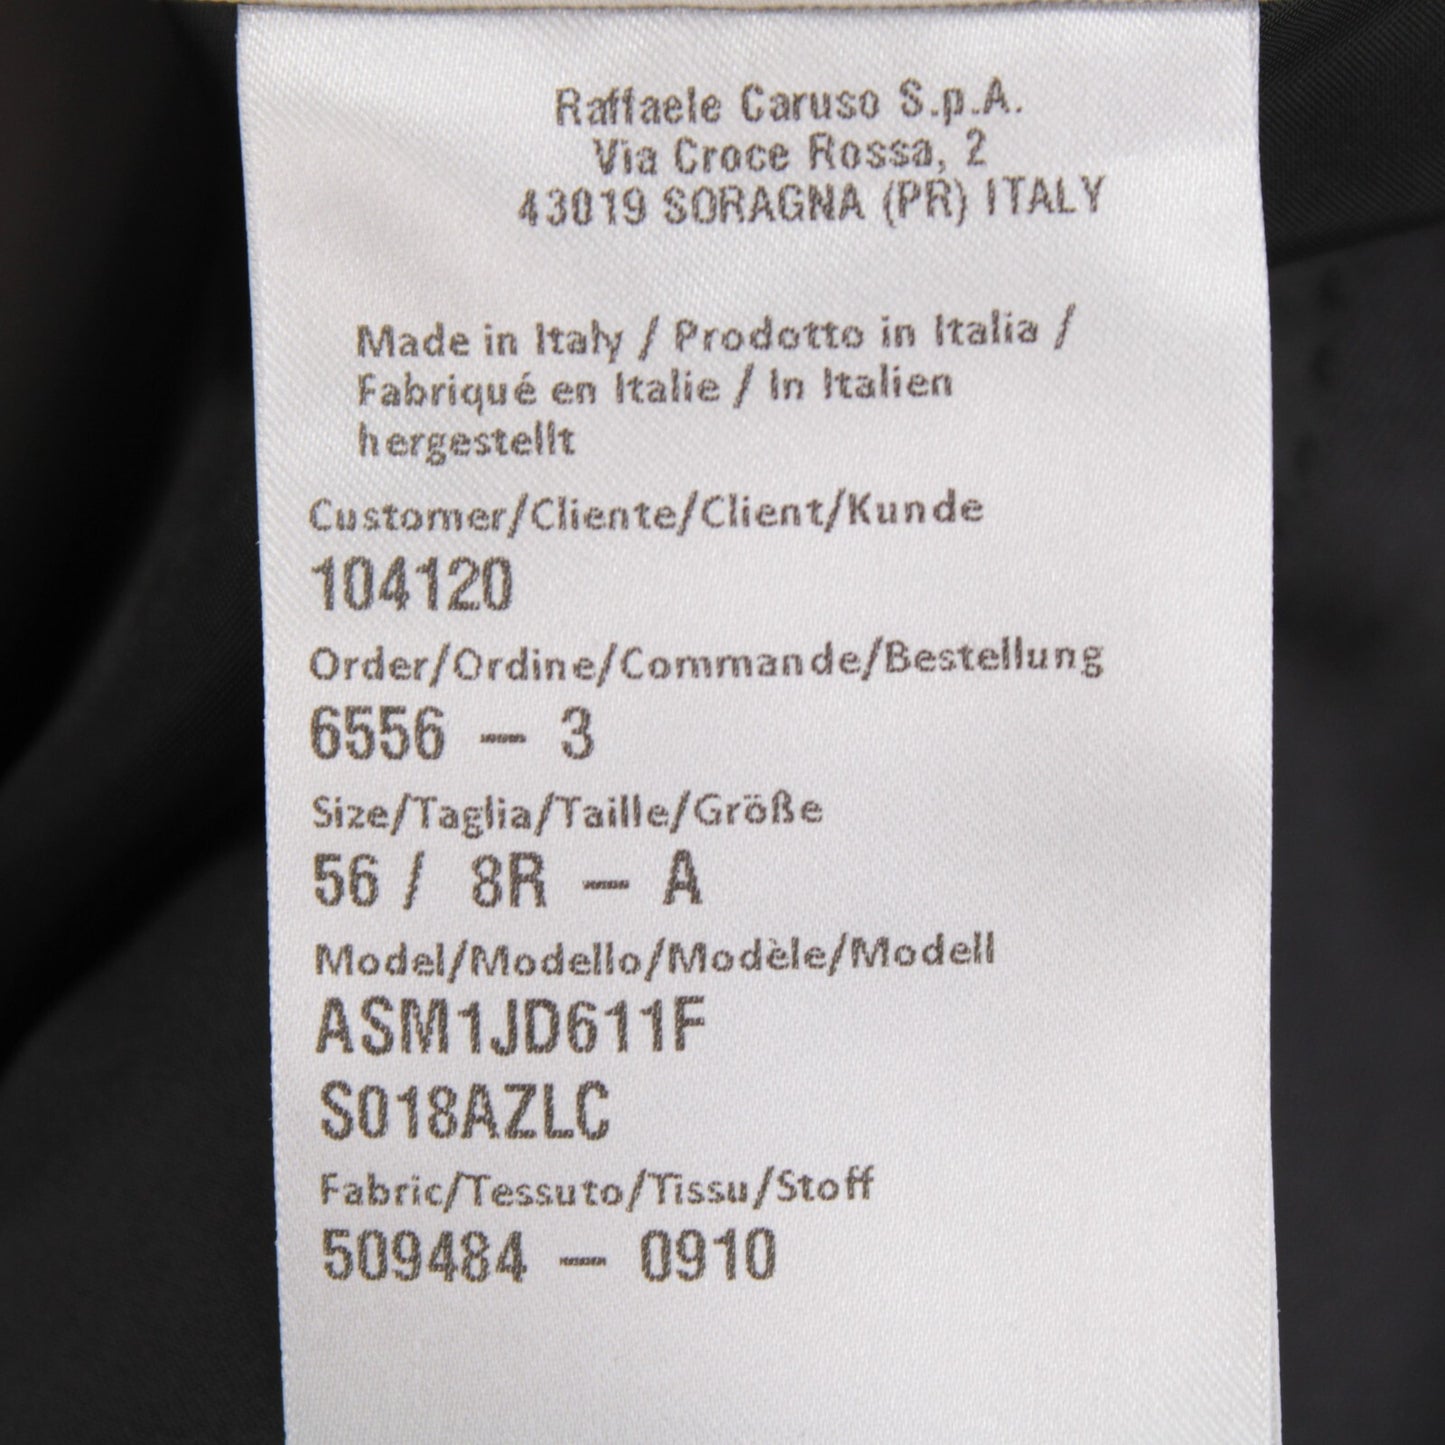 Raffaele Caruso S.p.A.
Via Croce Rossa, 2
43019 SORAGNA (PR) ITALY
Made in Italy / Prodotto in Italia /
Fabriqué en Italie / In Italien
hergestellt
Customer/Cliente/Client/Kunde
104120
Order/Ordine/Commande/Bestellung
6556 – 3
Size/Taglia/Taille/Größe
56 / 8R – A
Model/Modello/Modèle/Modell
ASM1JD611F
S018AZLC
Fabric/Tessuto/Tissu/Stoff
509484 – 0910